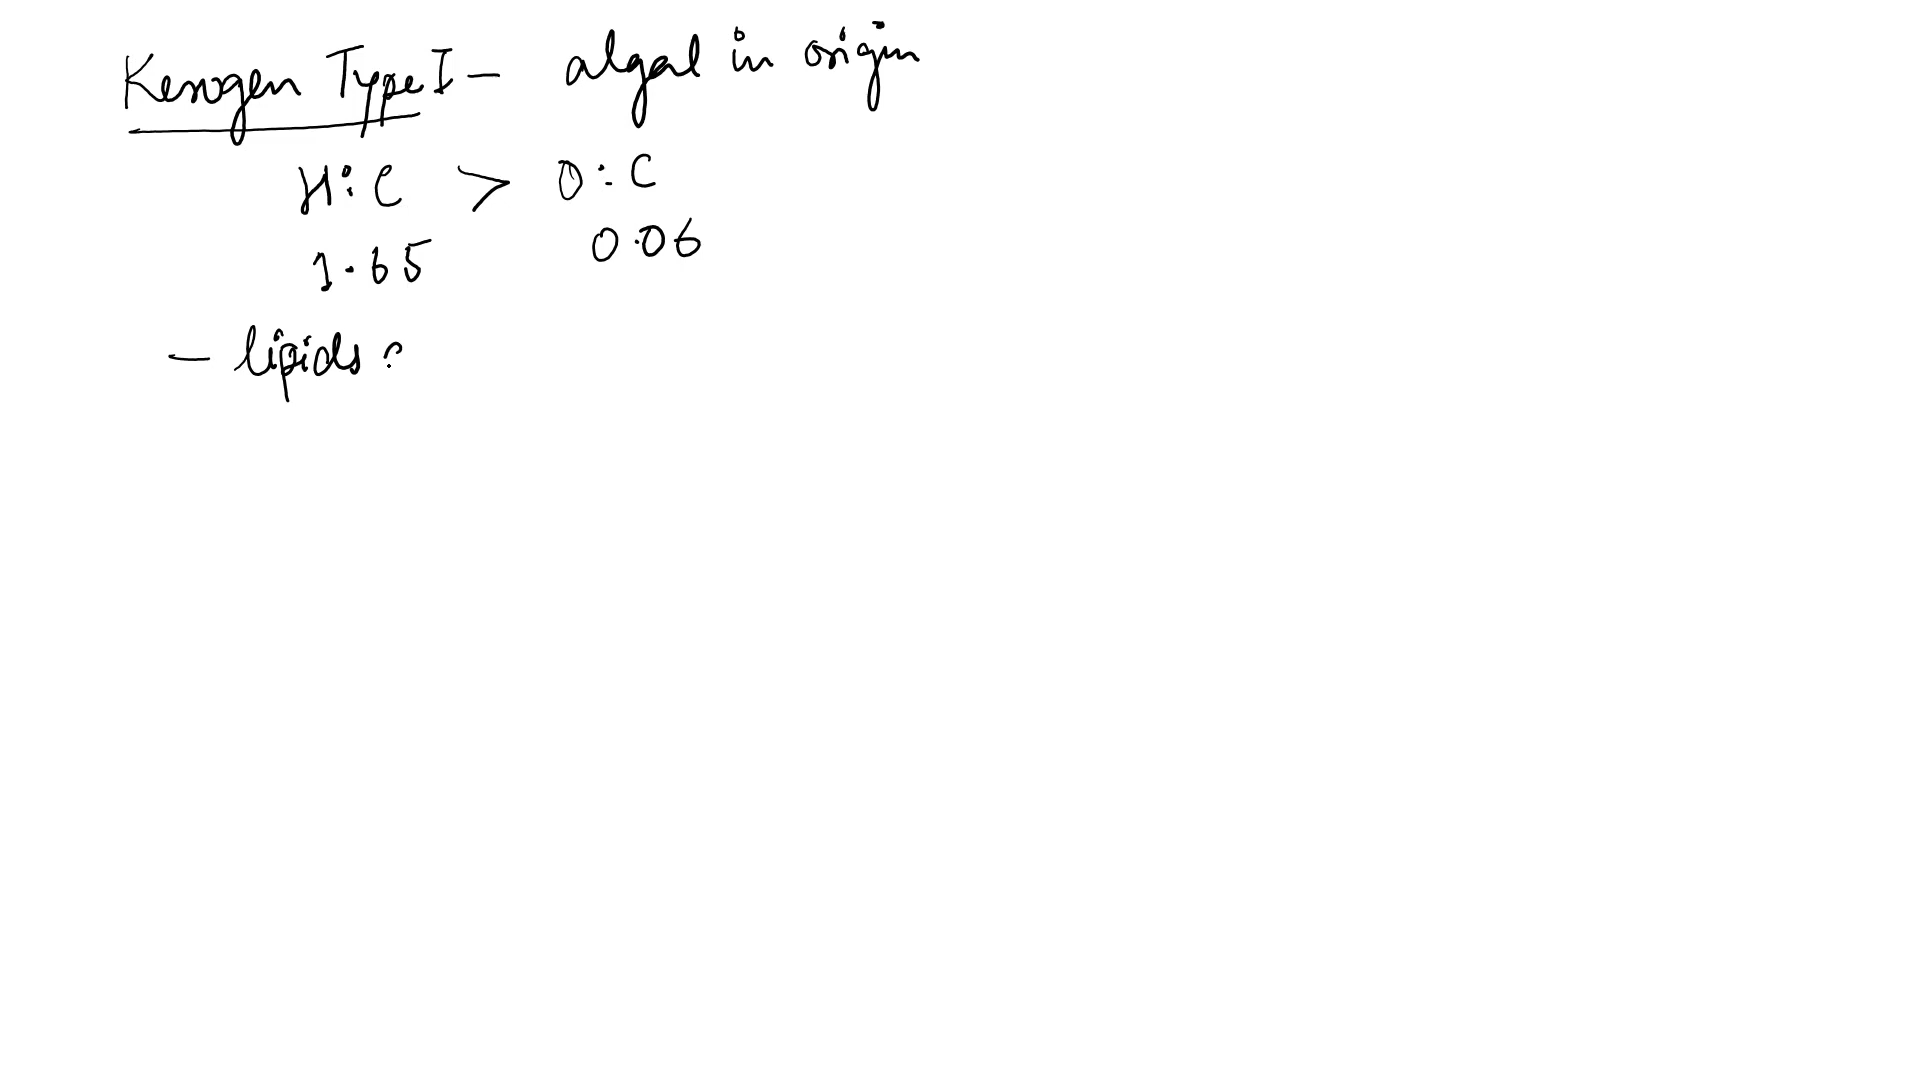 Kerogen Type I - algal in origin
H:C > O:C
1.65 0.06
- lipids